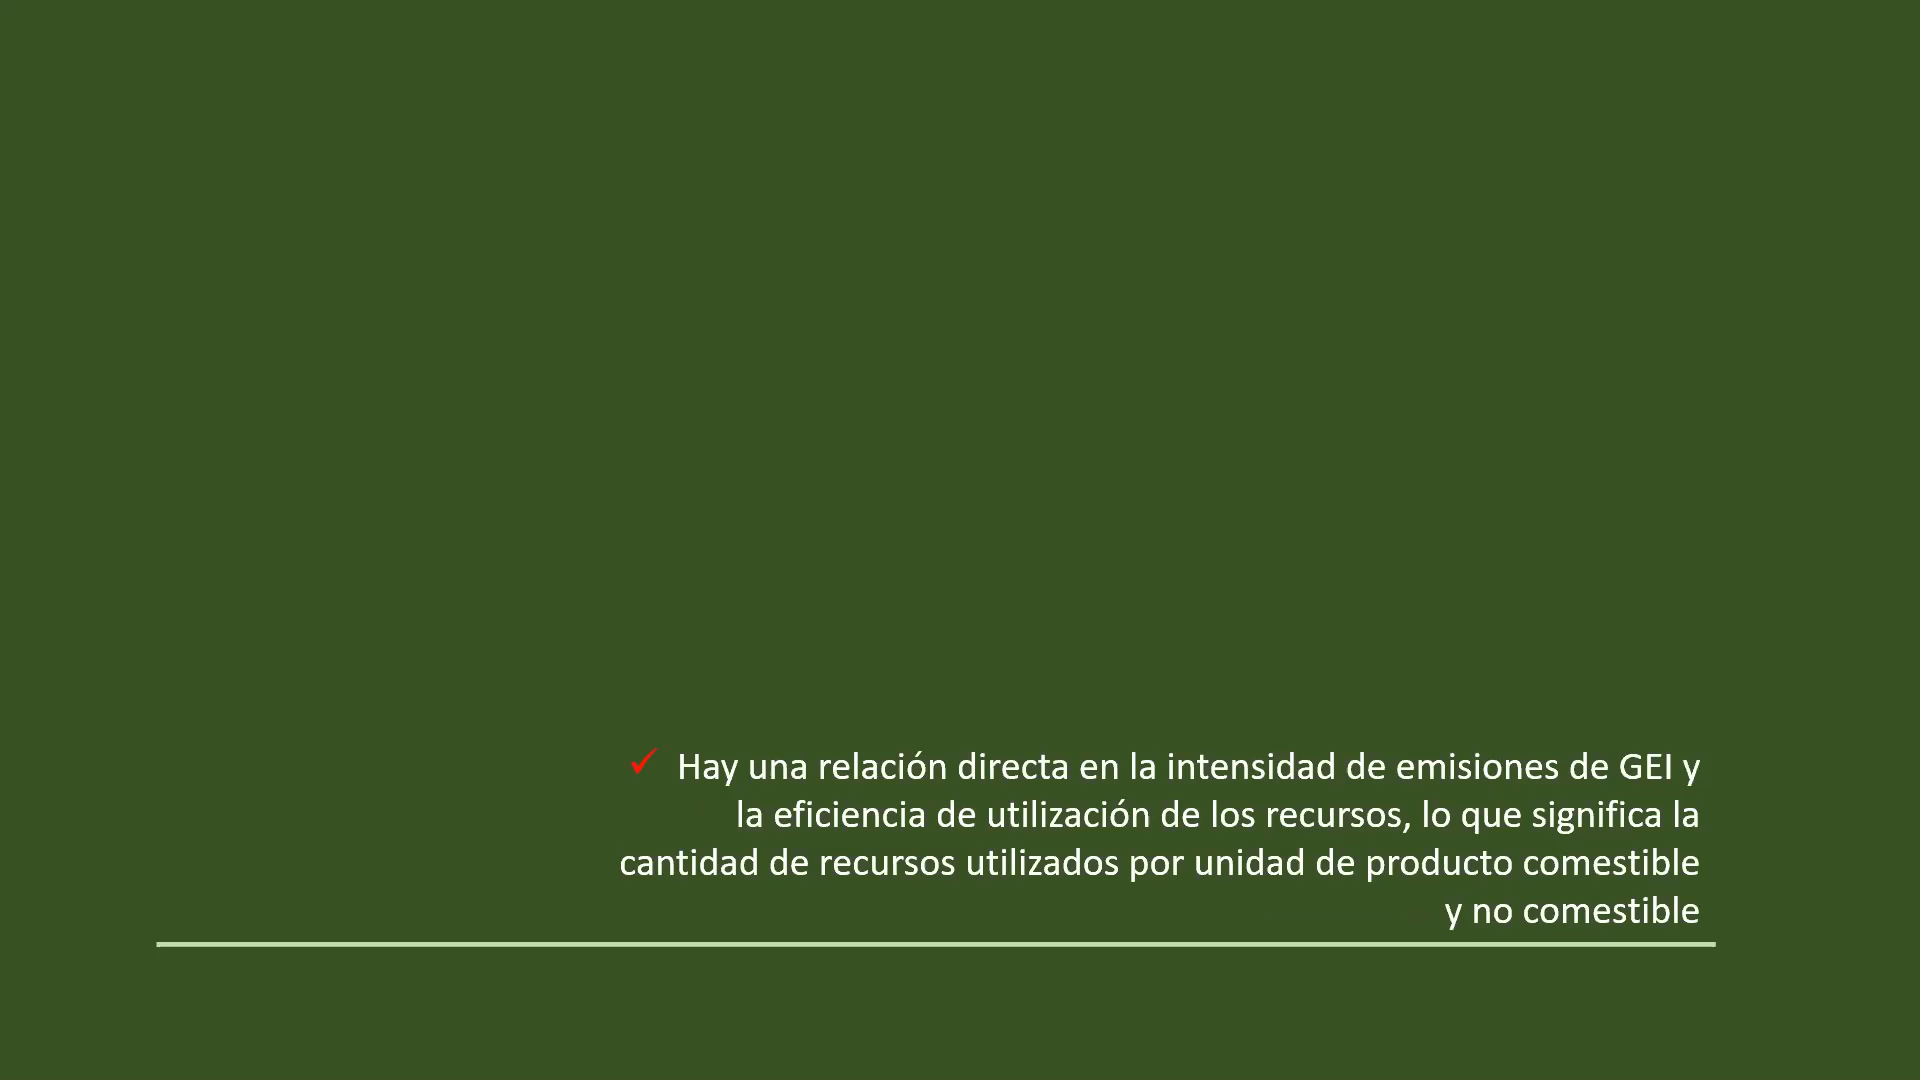 ✓ Hay una relación directa en la intensidad de emisiones de GEI y
la eficiencia de utilización de los recursos, lo que significa la
cantidad de recursos utilizados por unidad de producto comestible
y no comestible